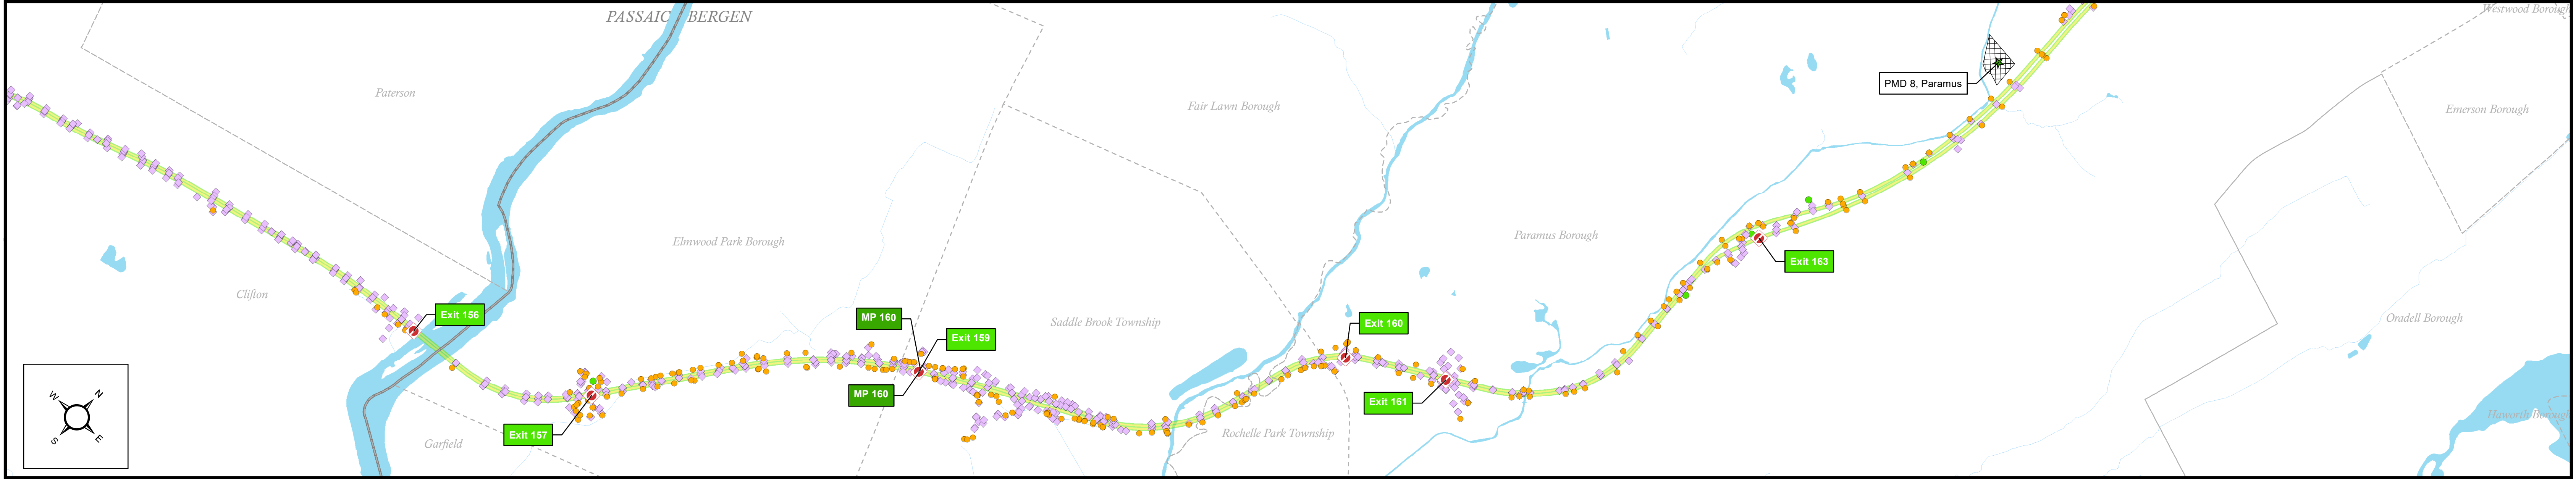 PASSAIC
BERGEN
Westwood Borough
PMD 8, Paramus
Paterson
Fair Lawn Borough
Emerson Borough
Elmwood Park Borough
Paramus Borough
Exit 163
Clifton
Exit 156
MP 160
Saddle Brook Township
Exit 160
Oradell Borough
Exit 159
MP 160
Exit 161
Haworth Borough
Exit 157
Garfield
Rochelle Park Township
W
N
S
E